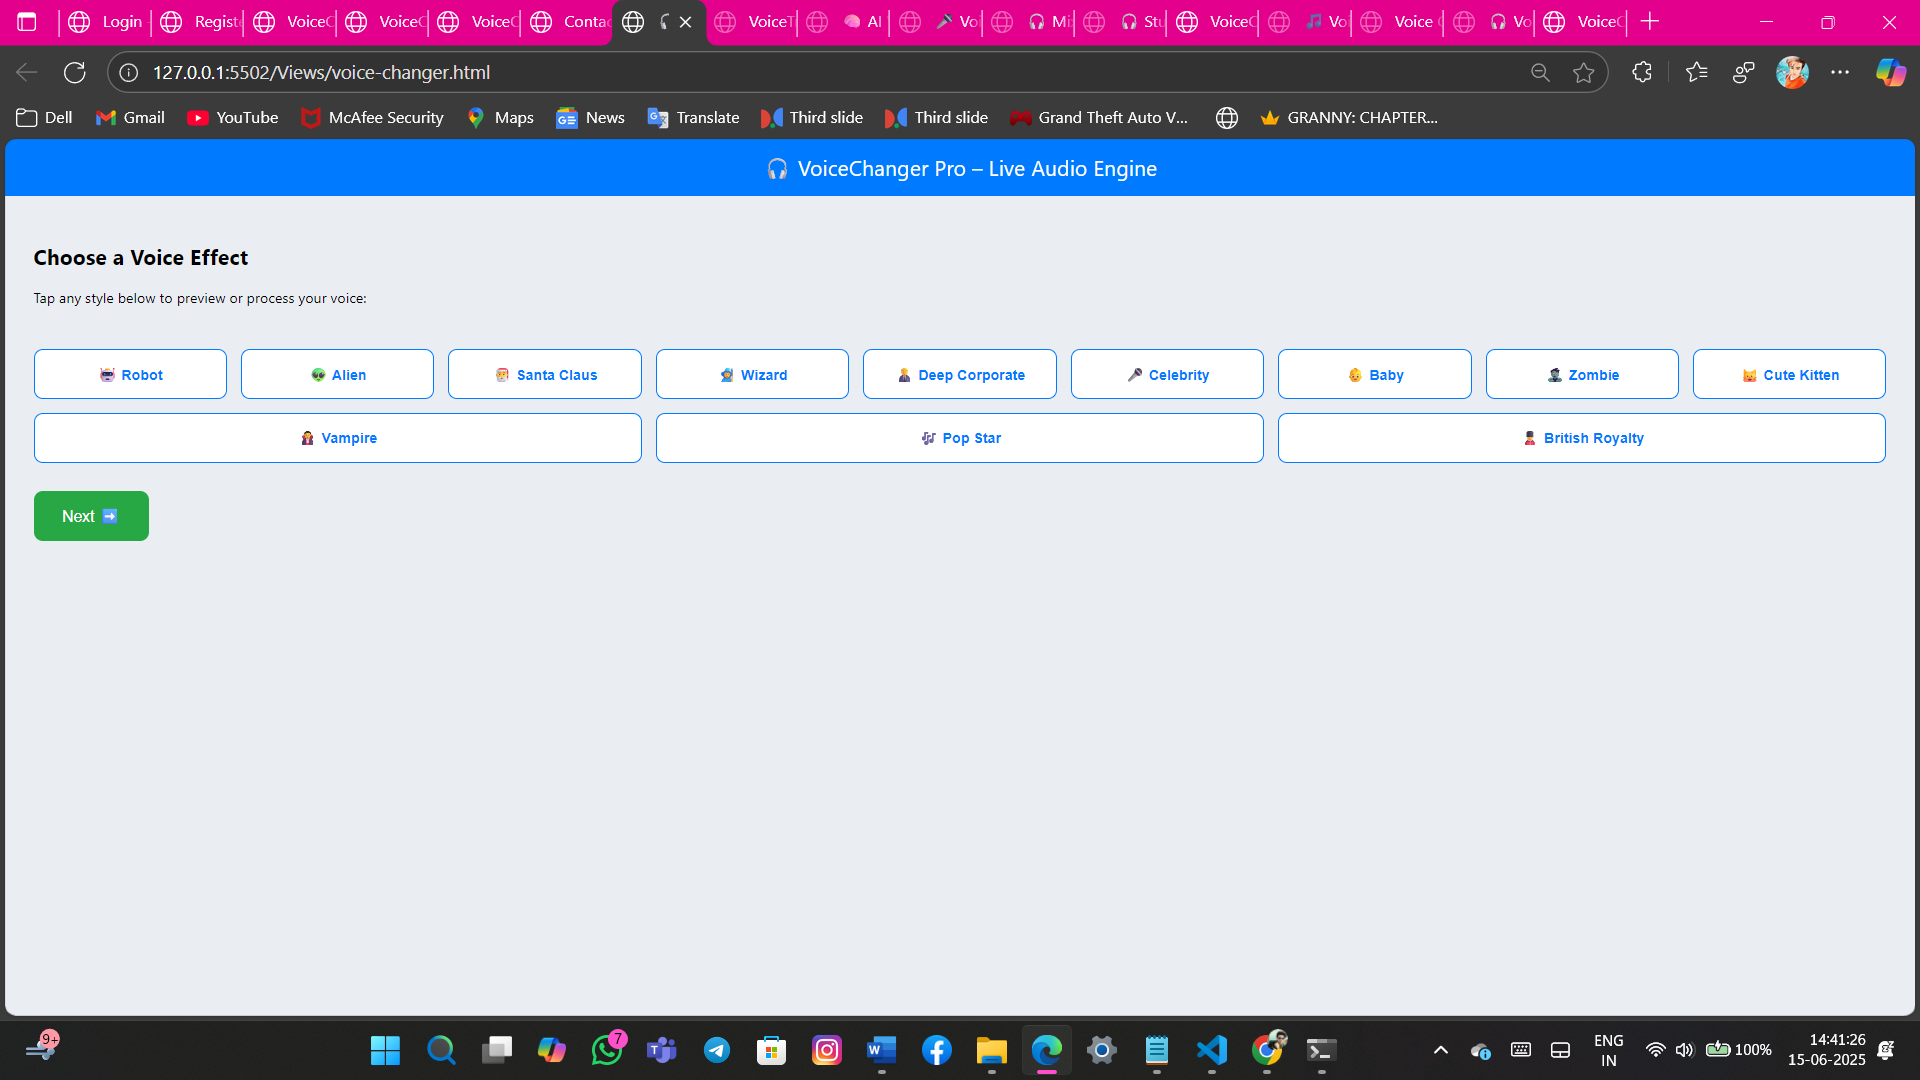 Login
Registe
VoiceC
VoiceC
VoiceC
Contac
VoiceT
AI
Vo
Mi
Stu
VoiceC
Voi
Voice
Vo
VoiceC
127.0.0.1:5502/Views/voice-changer.html
Dell
Gmail
YouTube
McAfee Security
Maps
News
Translate
Third slide
Third slide
Grand Theft Auto V...
GRANNY: CHAPTER...
VoiceChanger Pro – Live Audio Engine
Choose a Voice Effect
Tap any style below to preview or process your voice:
Robot
Alien
Santa Claus
Wizard
Deep Corporate
Celebrity
Baby
Zombie
Cute Kitten
Vampire
Pop Star
British Royalty
Next
9+
7
ENG
IN
100%
14:41:26
15-06-2025